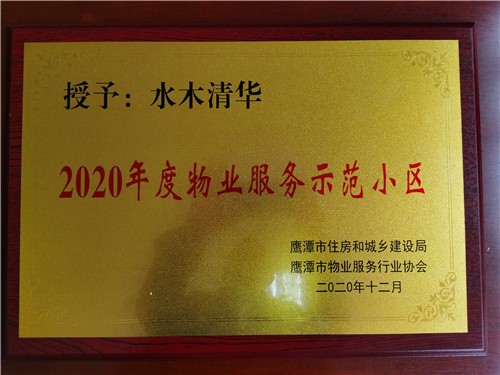 授予：水木清华
2020年度物业服务示范小区
鹰潭市住房和城乡建设局
鹰潭市物业服务行业协会
二0二0年十二月